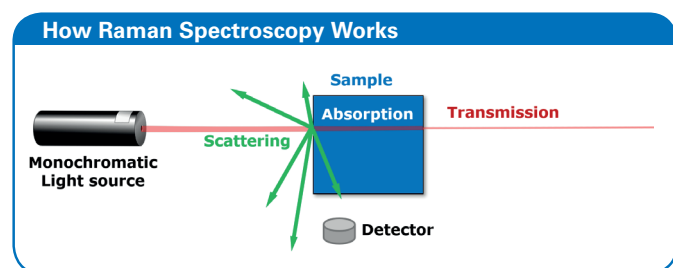 How Raman Spectroscopy Works
Sample
Absorption
Transmission
Scattering
Monochromatic
Light source
Detector